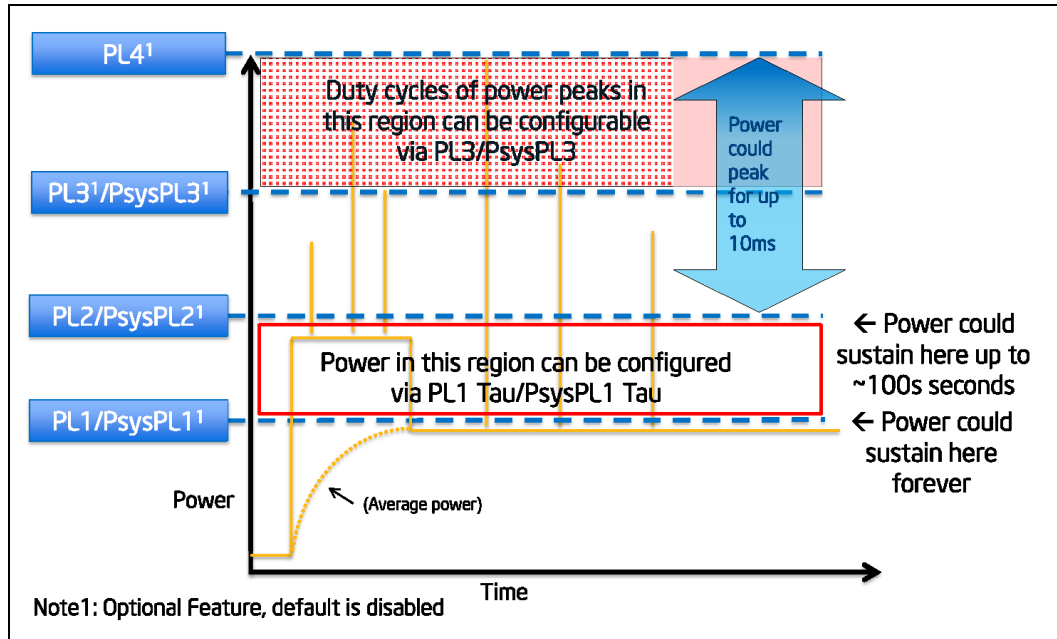 PL4¹
Duty cycles of power peaks in
this region can be configurable
via PL3/PsysPL3
Power
could
peak
for up
to
10ms
PL3¹/PsysPL3¹
PL2/PsysPL2¹
← Power could
sustain here up to
~100s seconds
Power in this region can be configured
via PL1 Tau/PsysPL1 Tau
PL1/PsysPL1¹
← Power could
sustain here
forever
Power
(Average power)
Time
Note1: Optional Feature, default is disabled